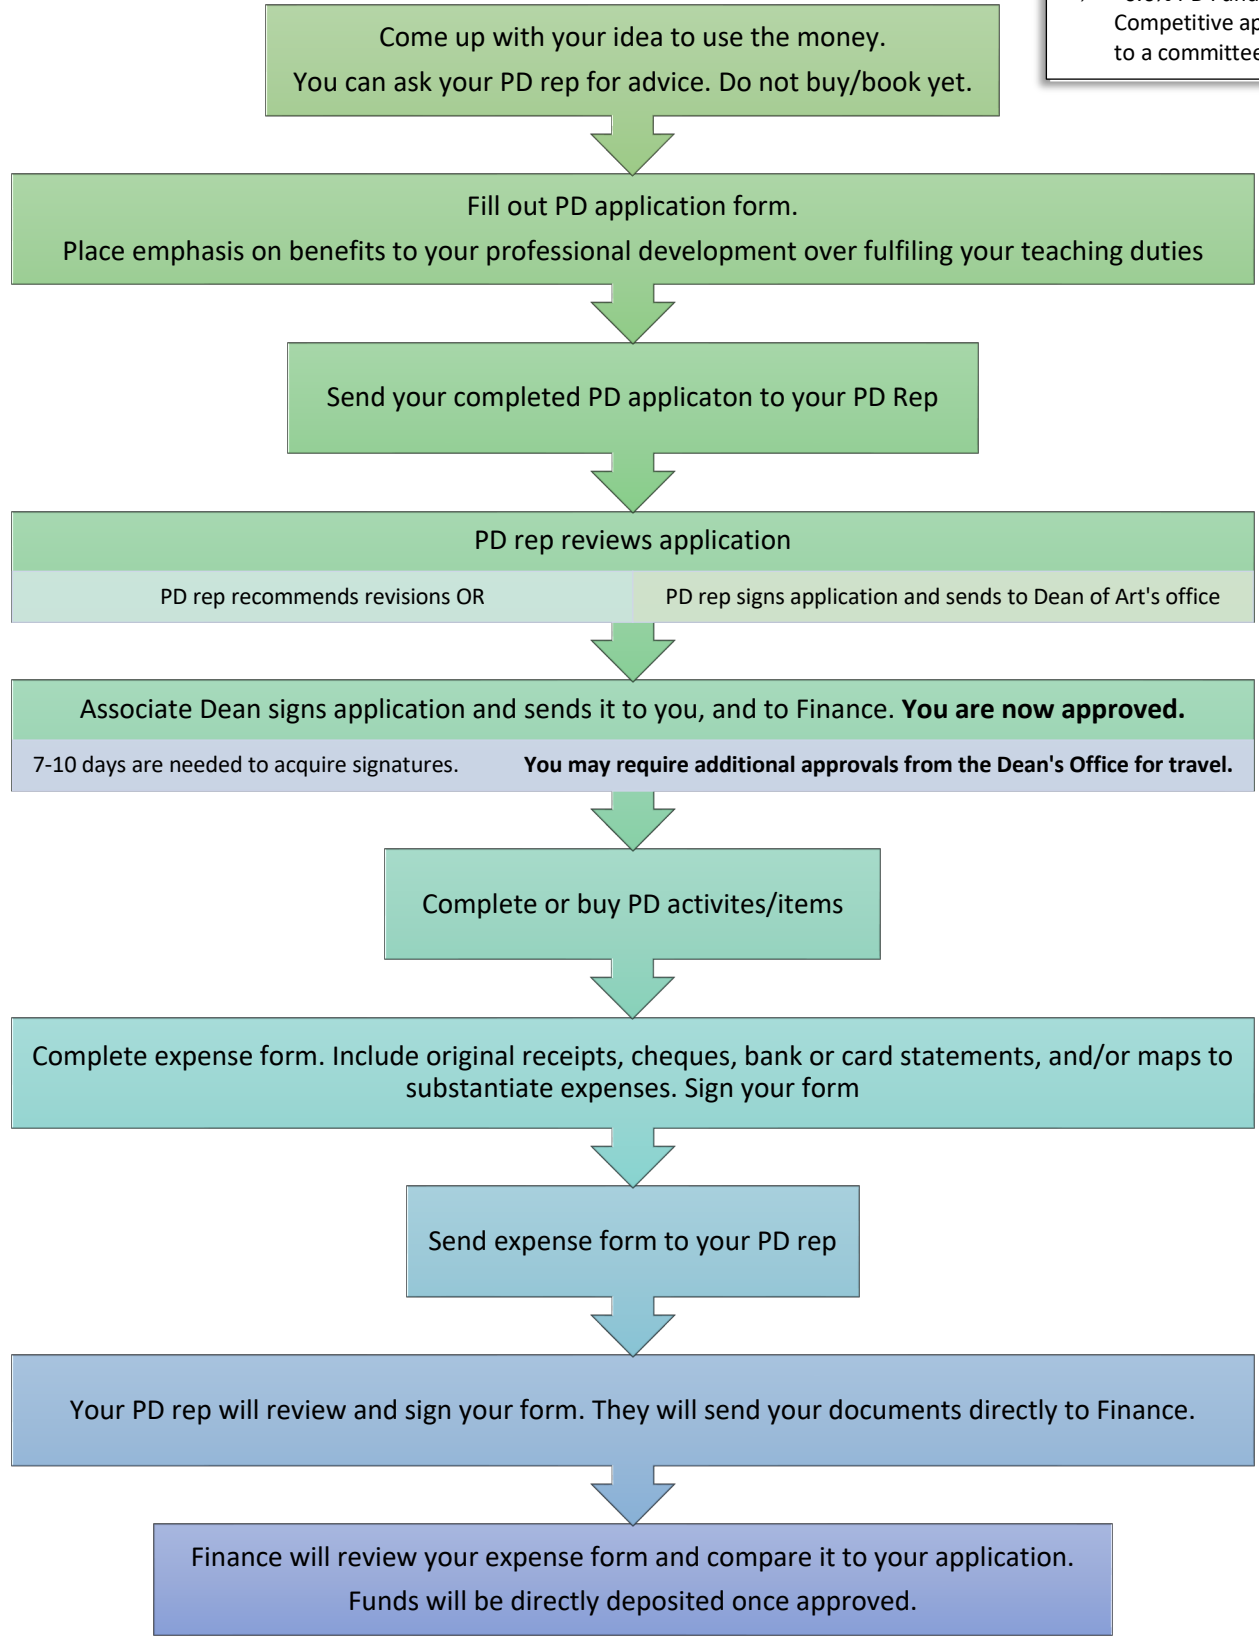 Competitive
to a committee
Come up with your idea to use the money.
You can ask your PD rep for advice. Do not buy/book yet.
Fill out PD application form.
Place emphasis on benefits to your professional development over fulfiling your teaching duties
Send your completed PD applicaton to your PD Rep
PD rep reviews application
PD rep recommends revisions OR
PD rep signs application and sends to Dean of Art's office
Associate Dean signs application and sends it to you, and to Finance. You are now approved.
7-10 days are needed to acquire signatures.
You may require additional approvals from the Dean's Office for travel.
Complete or buy PD activites/items
Complete expense form. Include original receipts, cheques, bank or card statements, and/or maps to
substantiate expenses. Sign your form
Send expense form to your PD rep
Your PD rep will review and sign your form. They will send your documents directly to Finance.
Finance will review your expense form and compare it to your application.
Funds will be directly deposited once approved.